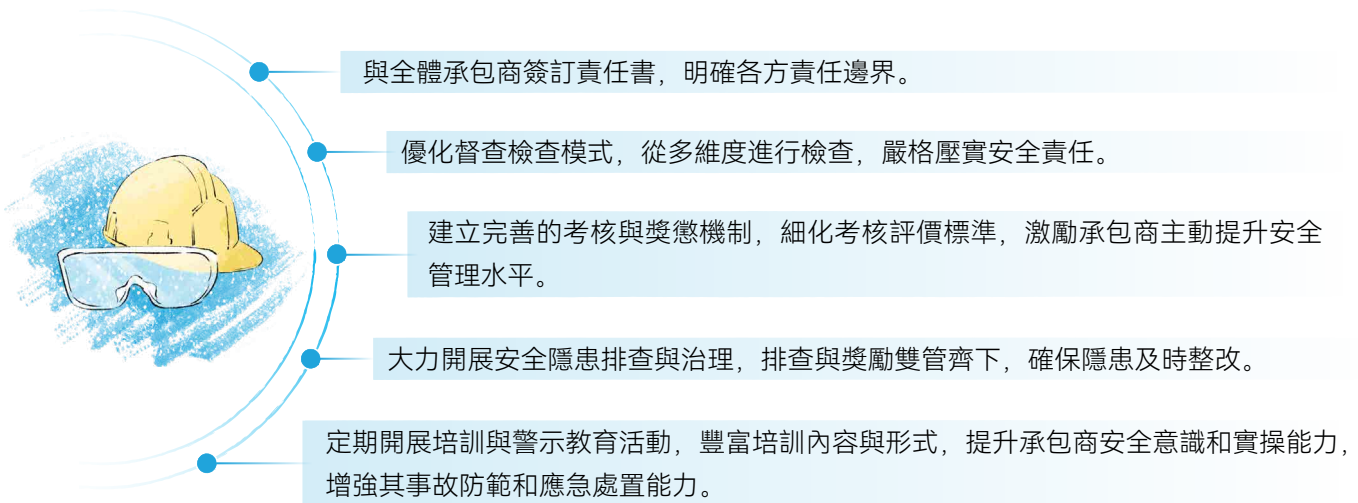 與全體承包商簽訂責任書，明確各方責任邊界。
優化督查檢查模式，從多維度進行檢查，嚴格壓實安全責任。
建立完善的考核與獎懲機制，細化考核評價標準，激勵承包商主動提升安全
管理水平。
大力開展安全隱患排查與治理，排查與獎勵雙管齊下，確保隱患及時整改。
定期開展培訓與警示教育活動，豐富培訓內容與形式，提升承包商安全意識和實操能力，
增強其事故防範和應急處置能力。